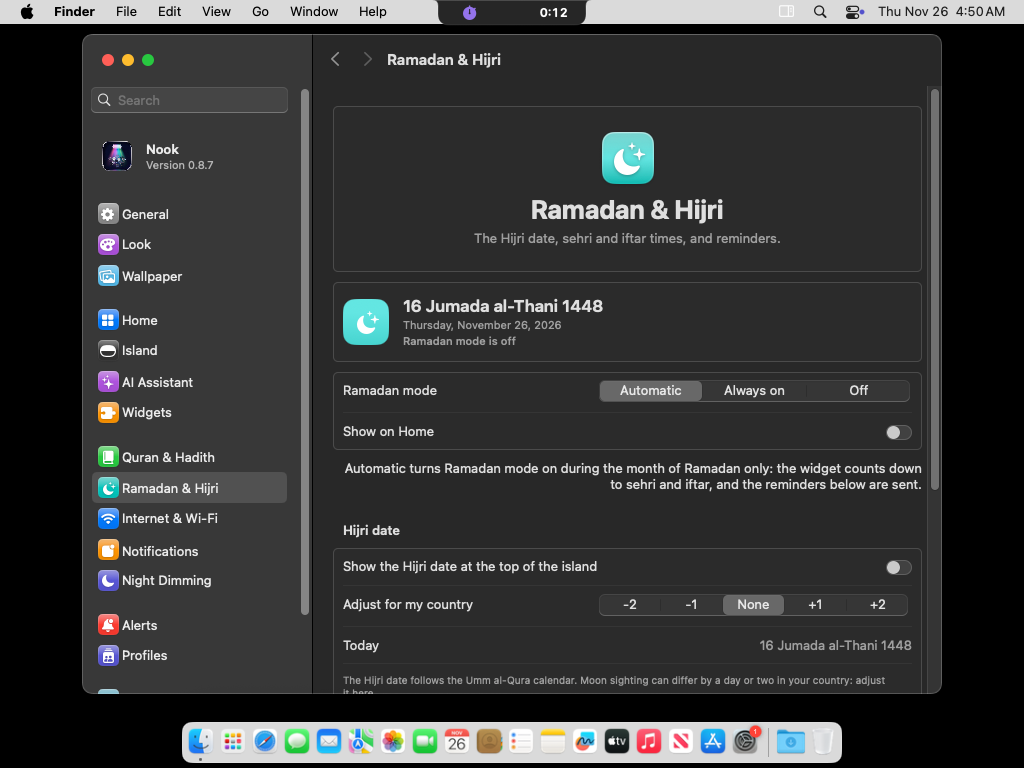 Finder File Edit View Go Window Help
0:12
Thu Nov 26 4:50 AM
Search
Nook
Version 0.8.7
General
Look
Wallpaper
Home
Island
AI Assistant
Widgets
Quran & Hadith
Ramadan & Hijri
Internet & Wi-Fi
Notifications
Night Dimming
Alerts
Profiles
Ramadan & Hijri
Ramadan & Hijri
The Hijri date, sehri and iftar times, and reminders.
16 Jumada al-Thani 1448
Thursday, November 26, 2026
Ramadan mode is off
Ramadan mode Automatic Always on Off
Show on Home
Automatic turns Ramadan mode on during the month of Ramadan only: the widget counts down
to sehri and iftar, and the reminders below are sent.
Hijri date
Show the Hijri date at the top of the island
Adjust for my country -2 -1 None +1 +2
Today 16 Jumada al-Thani 1448
The Hijri date follows the Umm al-Qura calendar. Moon sighting can differ by a day or two in your country: adjust
it here
NOV
26
tv
1